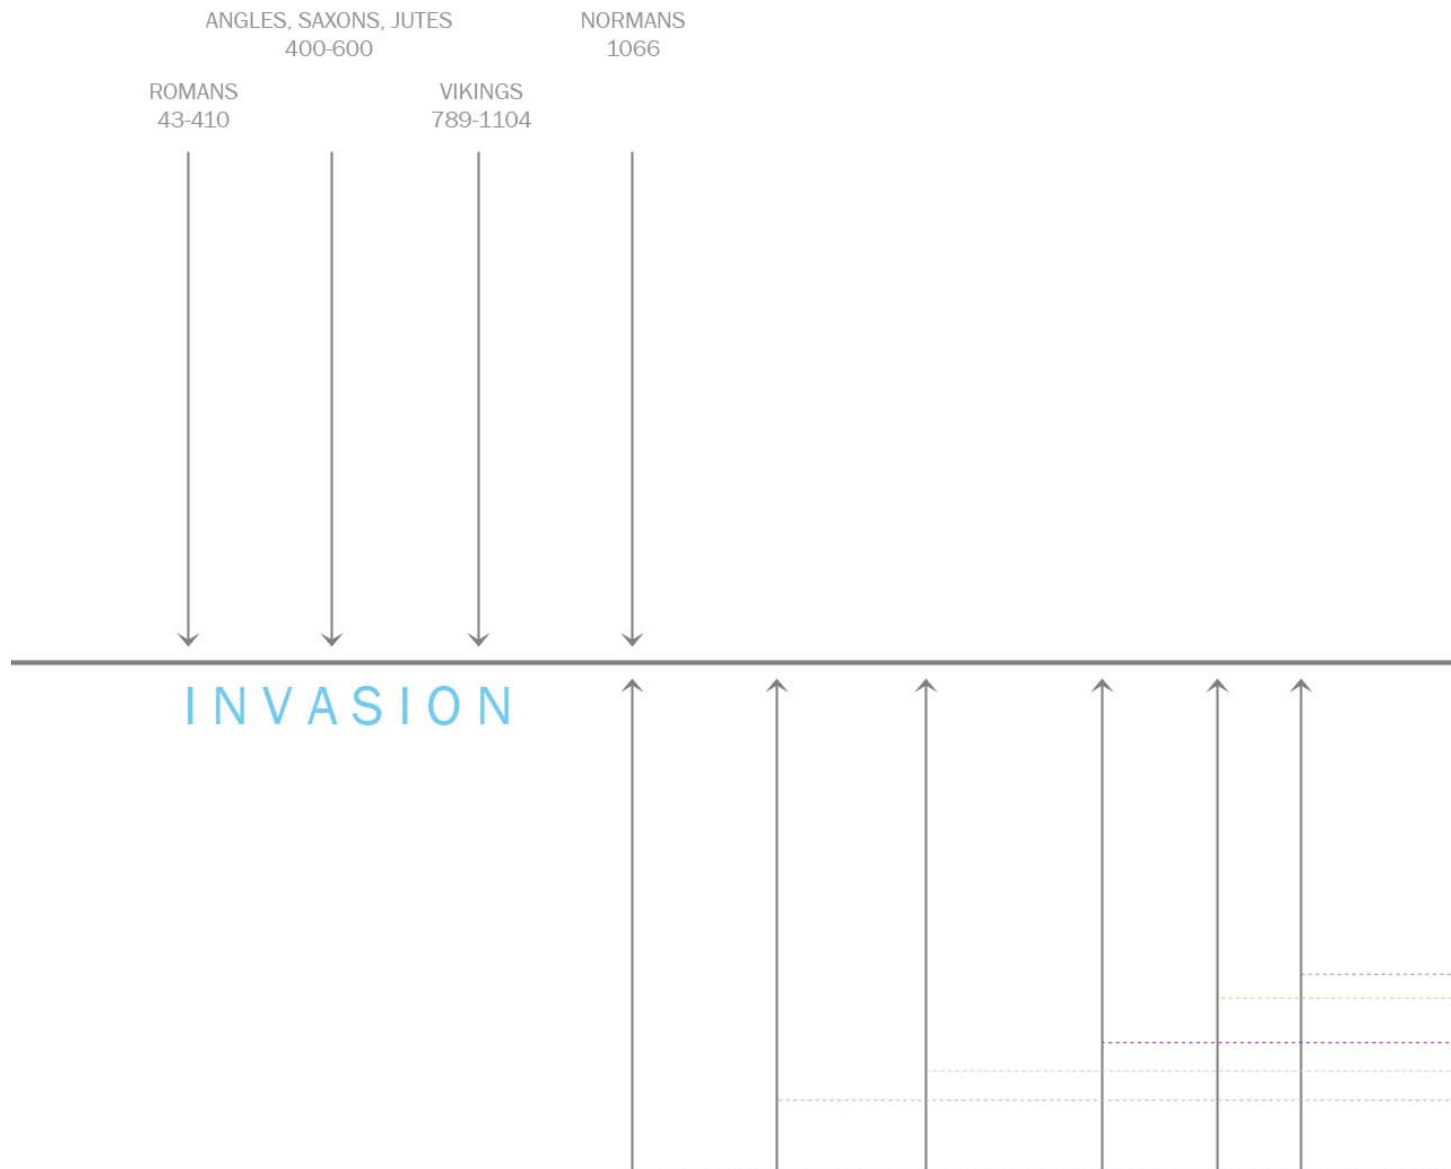 ANGLES, SAXONS, JUTES
400-600
NORMANS
1066
ROMANS
43-410
VIKINGS
789-1104
INVASION